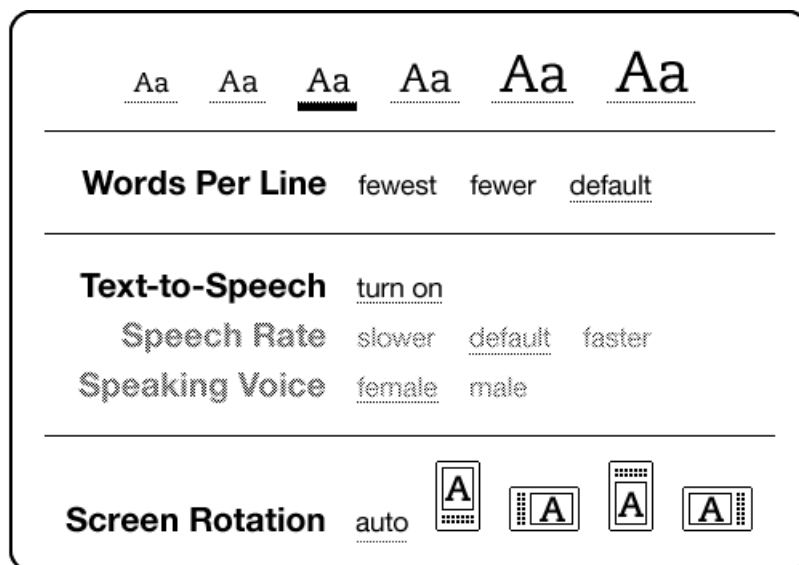 Aa Aa Aa Aa Aa Aa
Words Per Line fewest fewer default
Text-to-Speech turn on
Speech Rate slower default faster
Speaking Voice female male
Screen Rotation auto A A A A